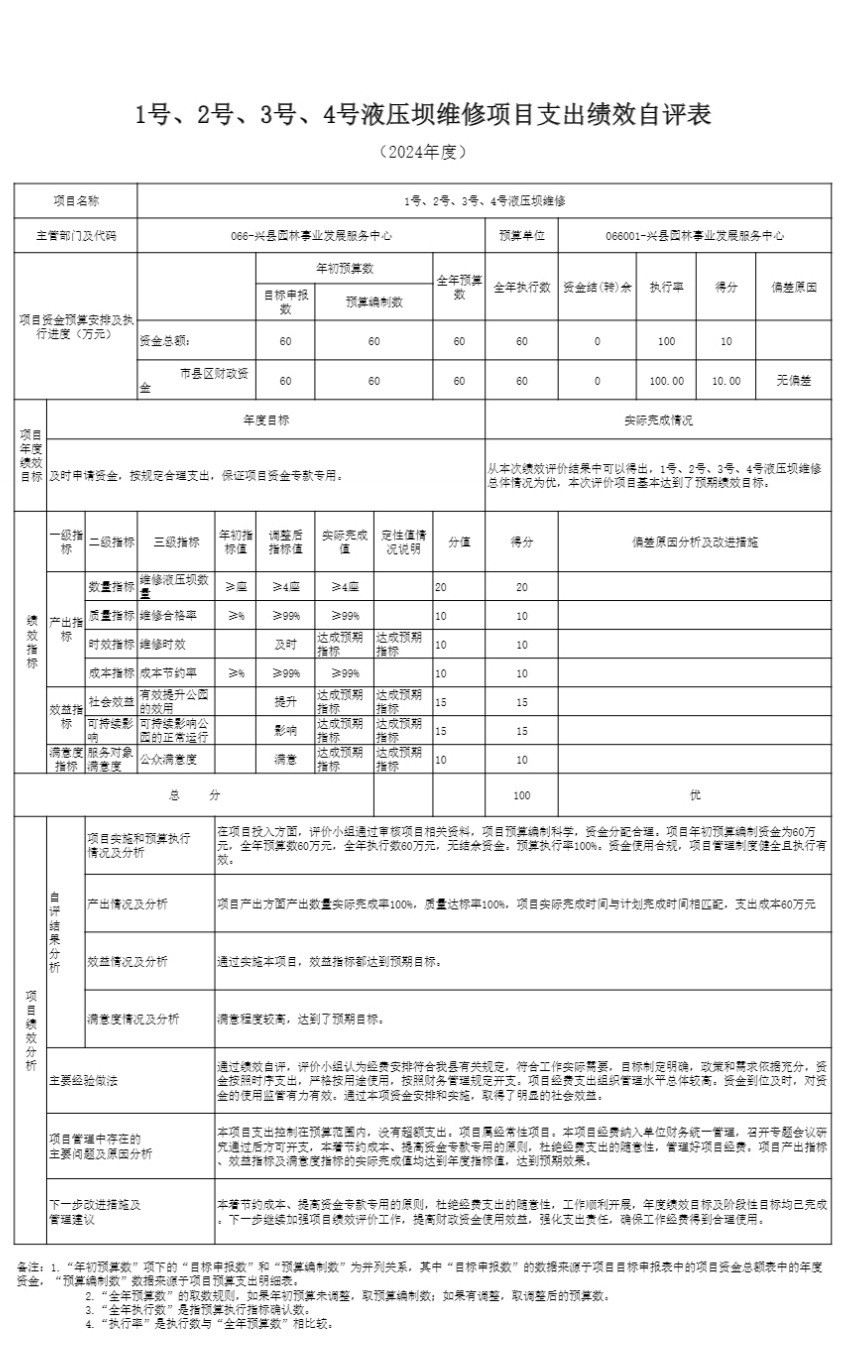 1号、2号、3号、4号液压坝维修项目支出绩效自评表
（2024年度）
项目名称
1号、2号、3号、4号液压坝维修
主管部门及代码
066-兴县园林事业发展服务中心
预算单位
066001-兴县园林事业发展服务中心
项目资金预算安排及执
行进度（万元）
年初预算数
目标申报
数
预算编制数
全年预算
数
全年执行数
资金结(转)余
执行率
得分
偏差原因
资金总额：
60
60
60
60
0
100
10
市县区财政资
金
60
60
60
60
0
100.00
10.00
无偏差
项目
年度
绩效
目标
年度目标
实际完成情况
及时申请资金，按规定合理支出，保证项目资金专款专用。
从本次绩效评价结果中可以得出，1号、2号、3号、4号液压坝维修
总体情况为优，本次评价项目基本达到了预期绩效目标。
绩
效
指
标
一级指
标
二级指标
三级指标
年初指
标值
调整后
指标值
实际完成
值
定性值情
况说明
分值
得分
偏差原因分析及改进措施
产出指
标
数量指标
维修液压坝数
量
≥座
≥4座
≥4座
20
20
质量指标
维修合格率
≥%
≥99%
≥99%
10
10
时效指标
维修时效
及时
达成预期
指标
达成预期
指标
10
10
成本指标
成本节约率
≥%
≥99%
≥99%
10
10
效益指
标
社会效益
有效提升公园
的效用
提升
达成预期
指标
达成预期
指标
15
15
可持续影
响
可持续影响公
园的正常运行
影响
达成预期
指标
达成预期
指标
15
15
满意度
指标
服务对象
满意度
公众满意度
满意
达成预期
指标
达成预期
指标
10
10
总 分
100
优
项
目
绩
效
分
析
自
评
结
果
分
析
项目实施和预算执行
情况及分析
在项目投入方面，评价小组通过审核项目相关资料，项目预算编制科学，资金分配合理。项目年初预算编制资金为60万
元，全年预算数60万元，全年执行数60万元，无结余资金。预算执行率100%。资金使用合规，项目管理制度健全且执行有
效。
产出情况及分析
项目产出方面产出数量实际完成率100%，质量达标率100%，项目实际完成时间与计划完成时间相匹配，支出成本60万元
效益情况及分析
通过实施本项目，效益指标都达到预期目标。
满意度情况及分析
满意程度较高，达到了预期目标。
主要经验做法
通过绩效自评，评价小组认为经费安排符合我县有关规定，符合工作实际需要，目标制定明确，政策和需求依据充分，资
金按照时序支出，严格按用途使用，按照财务管理规定开支。项目经费支出组织管理水平总体较高。资金到位及时，对资
金的使用监管有力有效。通过本项资金安排和实施，取得了明显的社会效益。
项目管理中存在的
主要问题及原因分析
本项目支出控制在预算范围内，没有超额支出。项目属经常性项目。本项目经费纳入单位财务统一管理，召开专题会议研
究通过后方可开支，本着节约成本、提高资金专款专用的原则，杜绝经费支出的随意性，管理好项目经费。项目产出指标
、效益指标及满意度指标的实际完成值均达到年度指标值，达到预期效果。
下一步改进措施及
管理建议
本着节约成本、提高资金专款专用的原则，杜绝经费支出的随意性，工作顺利开展，年度绩效目标及阶段性目标均已完成
。下一步继续加强项目绩效评价工作，提高财政资金使用效益，强化支出责任，确保工作经费得到合理使用。
备注：1.“年初预算数”项下的“目标申报数”和“预算编制数”为并列关系，其中“目标申报数”的数据来源于项目目标申报表中的项目资金总额表中的年度
资金，“预算编制数”数据来源于项目预算支出明细表。
2.“全年预算数”的取数规则，如果年初预算未调整，取预算编制数；如果有调整，取调整后的预算数。
3.“全年执行数”是指预算执行指标确认数。
4.“执行率”是执行数与“全年预算数”相比较。